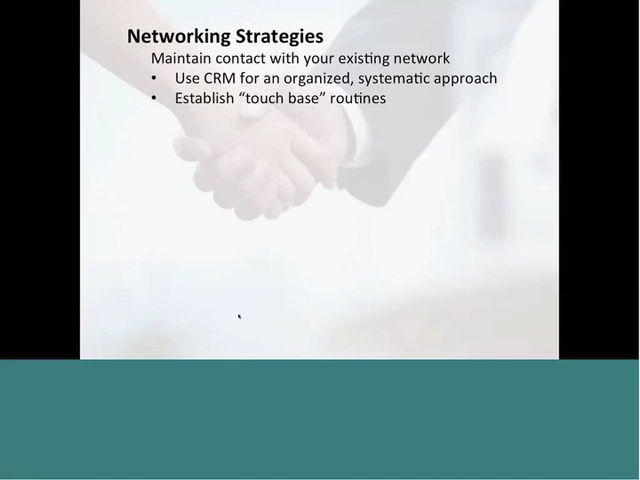 Networking Strategies
Maintain contact with your existing network
• Use CRM for an organized, systematic approach
• Establish “touch base” routines